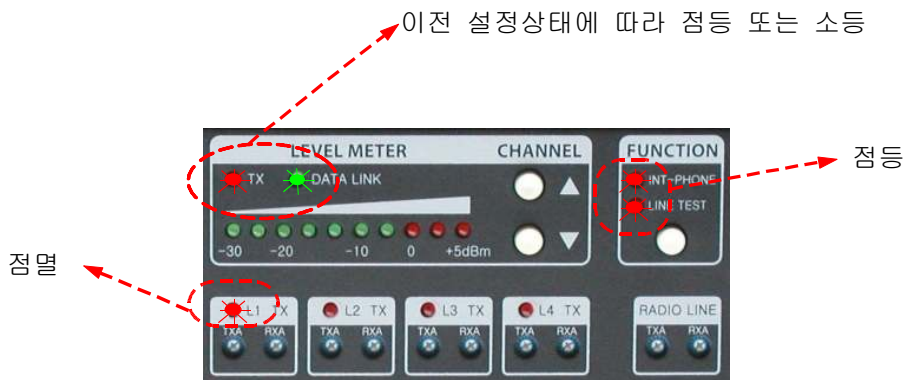 이전 설정상태에 따라 점등 또는 소등
LEVEL METER CHANNEL FUNCTION
TX DATA LINK ▲ INT-PHONE
LINE TEST
-30 -20 -10 0 +5dBm ▼
점등
점멸
L1 TX L2 TX L3 TX L4 TX RADIO LINE
TXA RXA TXA RXA TXA RXA TXA RXA TXA RXA